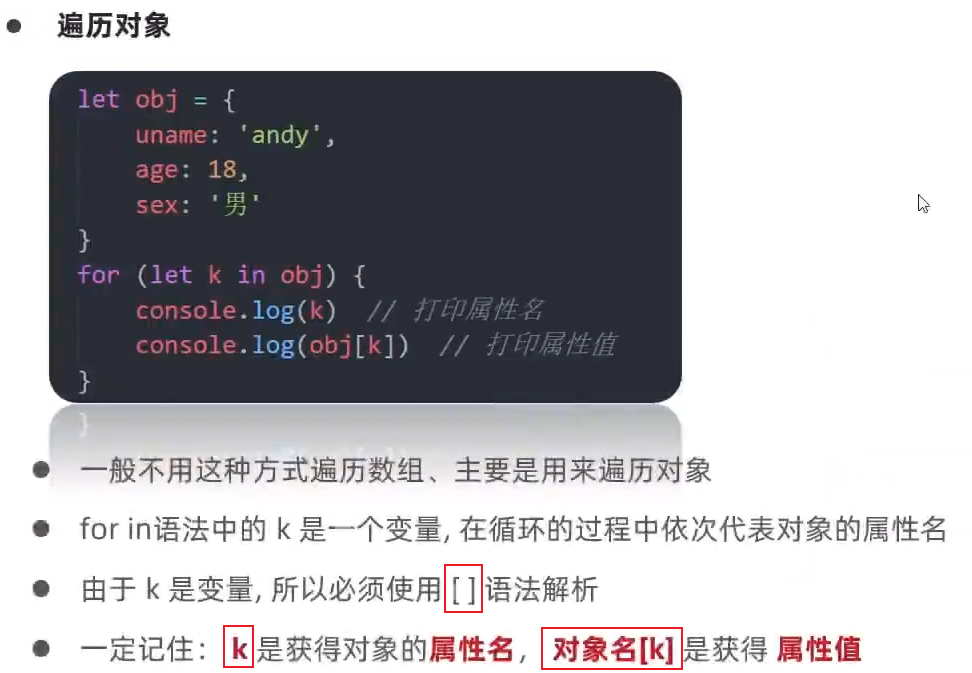 遍历对象
let obj = {
uname: 'andy',
age: 18,
sex: '男'
}
for (let k in obj) {
console.log(k) // 打印属性名
console.log(obj[k]) // 打印属性值
}
}
一般不用这种方式遍历数组、主要是用来遍历对象
for in语法中的 k 是一个变量, 在循环的过程中依次代表对象的属性名
由于 k 是变量, 所以必须使用 [ ] 语法解析
一定记住： k 是获得对象的属性名， 对象名[k] 是获得 属性值